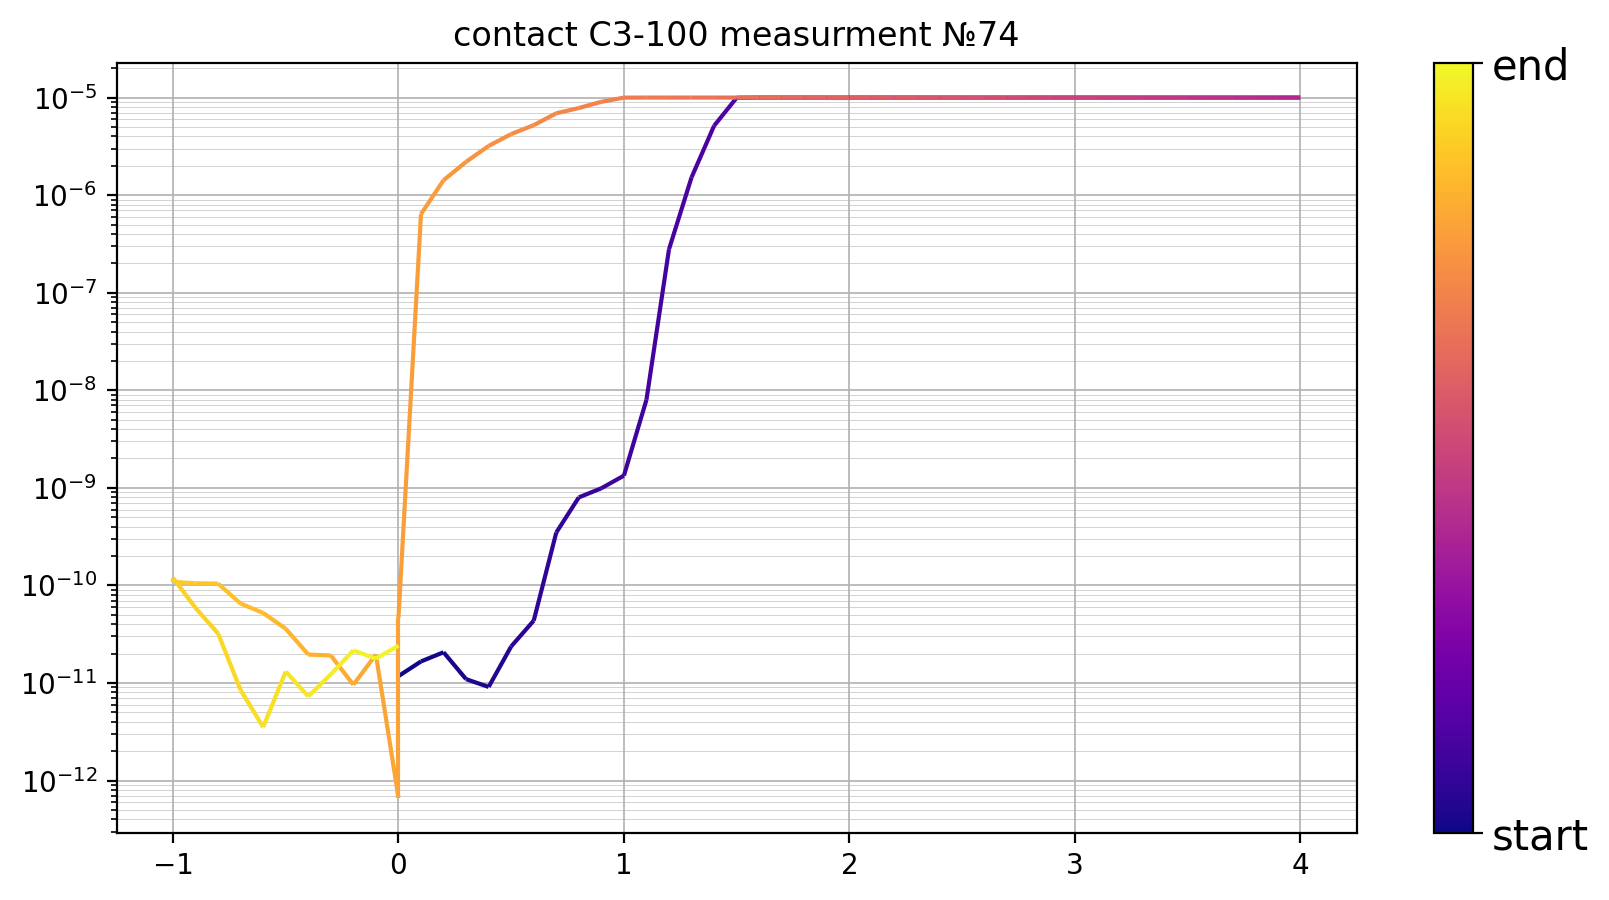 contact C3-100 measurment №74
10⁻⁵
10⁻⁶
10⁻⁷
10⁻⁸
10⁻⁹
10⁻¹⁰
10⁻¹¹
10⁻¹²
−1 0 1 2 3 4
end
start